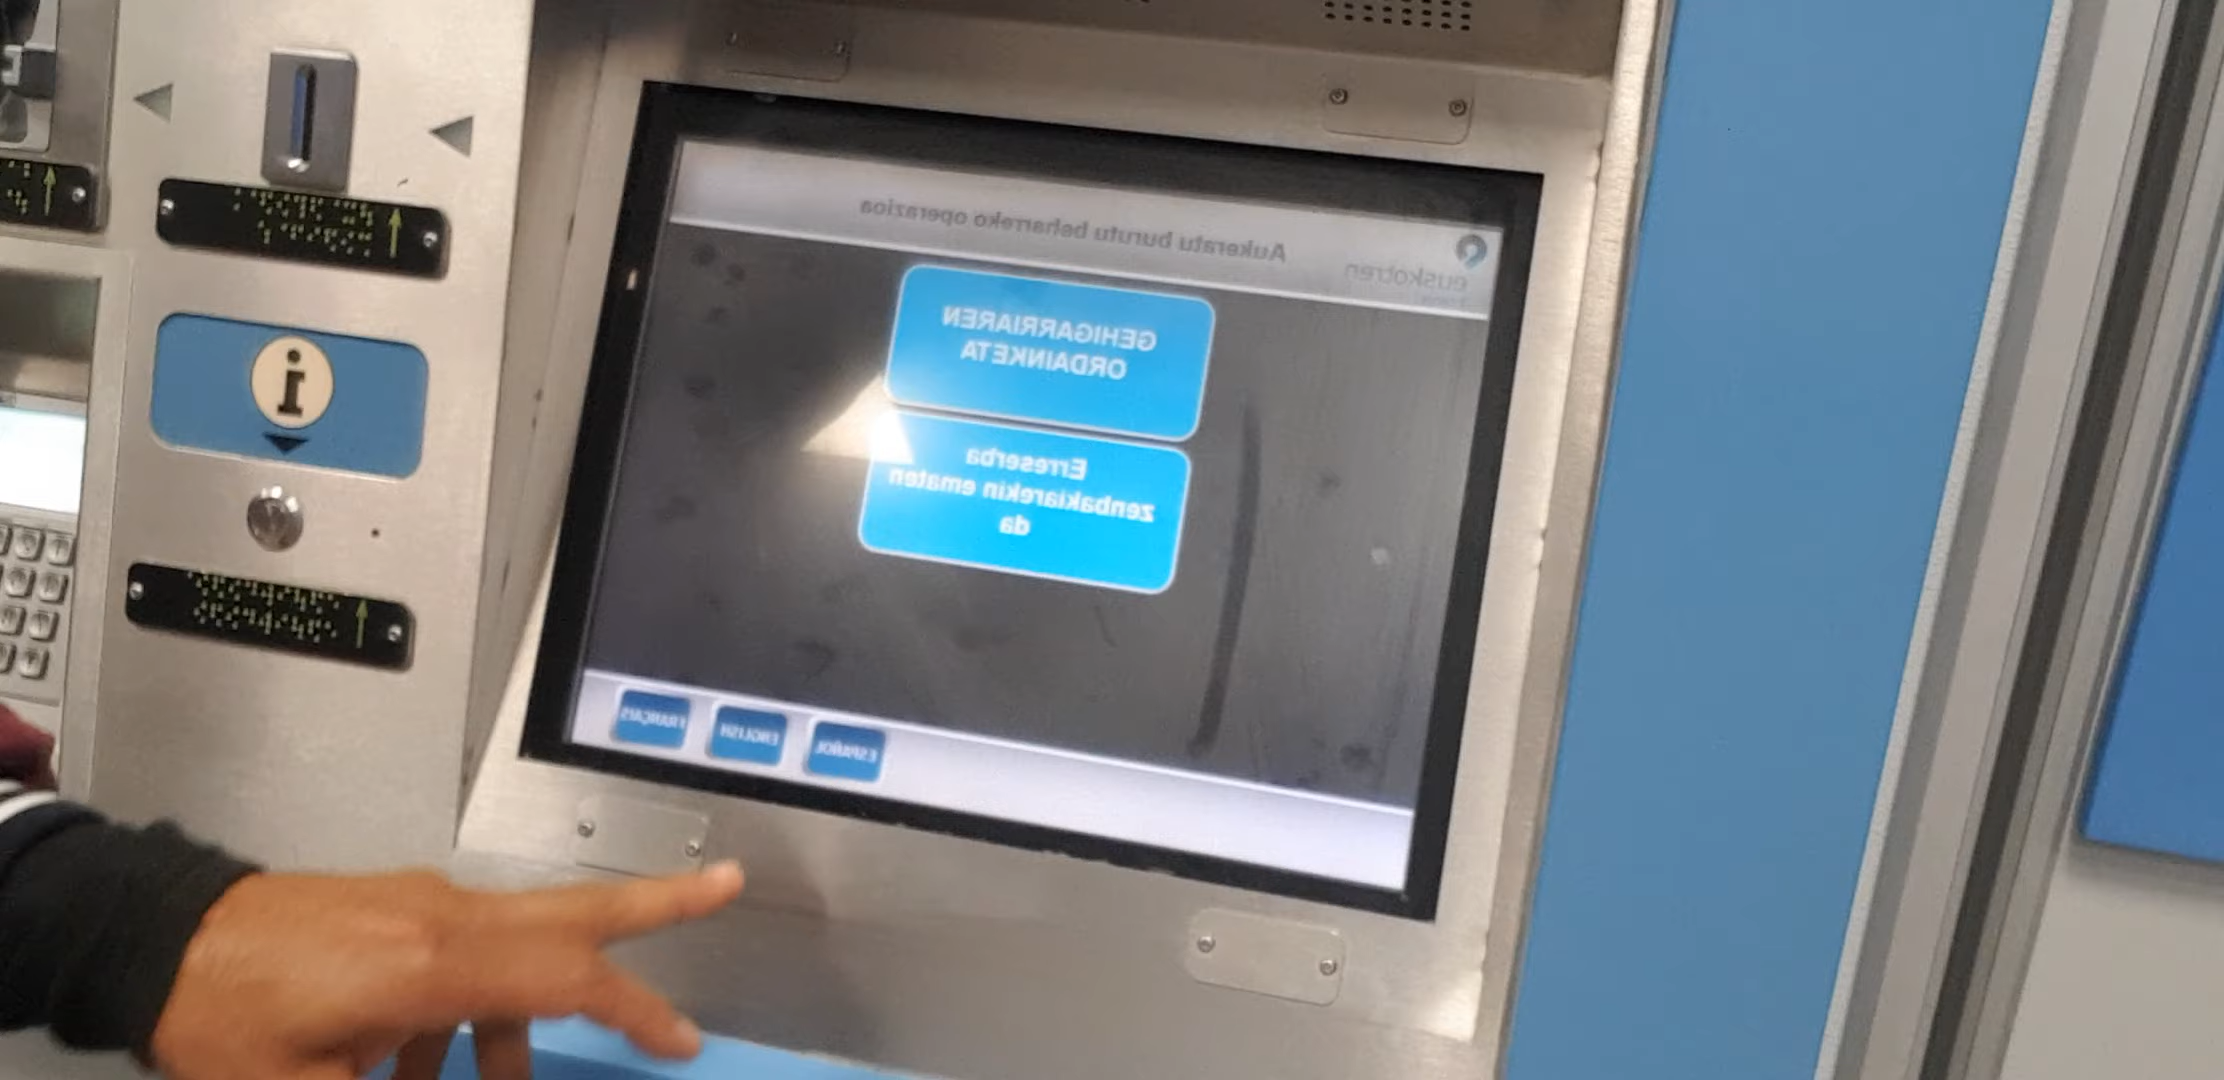 Aukeratu burutu beharreko operazioa
euskotren
GEHIGARRIAREN
ORDAINKETA
Erreserba
zenbakiarekin ematen
da
ESPAÑOL
ENGLISH
FRANÇAIS
i